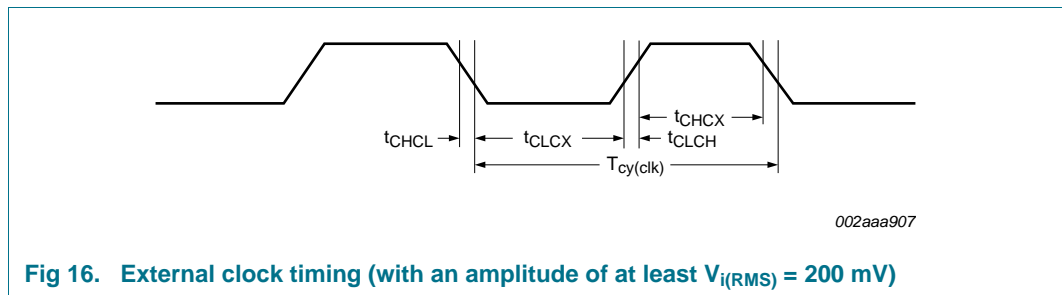 tCHCX
tCHCL tCLCX tCLCH
Tcy(clk)
002aaa907
Fig 16. External clock timing (with an amplitude of at least Vi(RMS) = 200 mV)